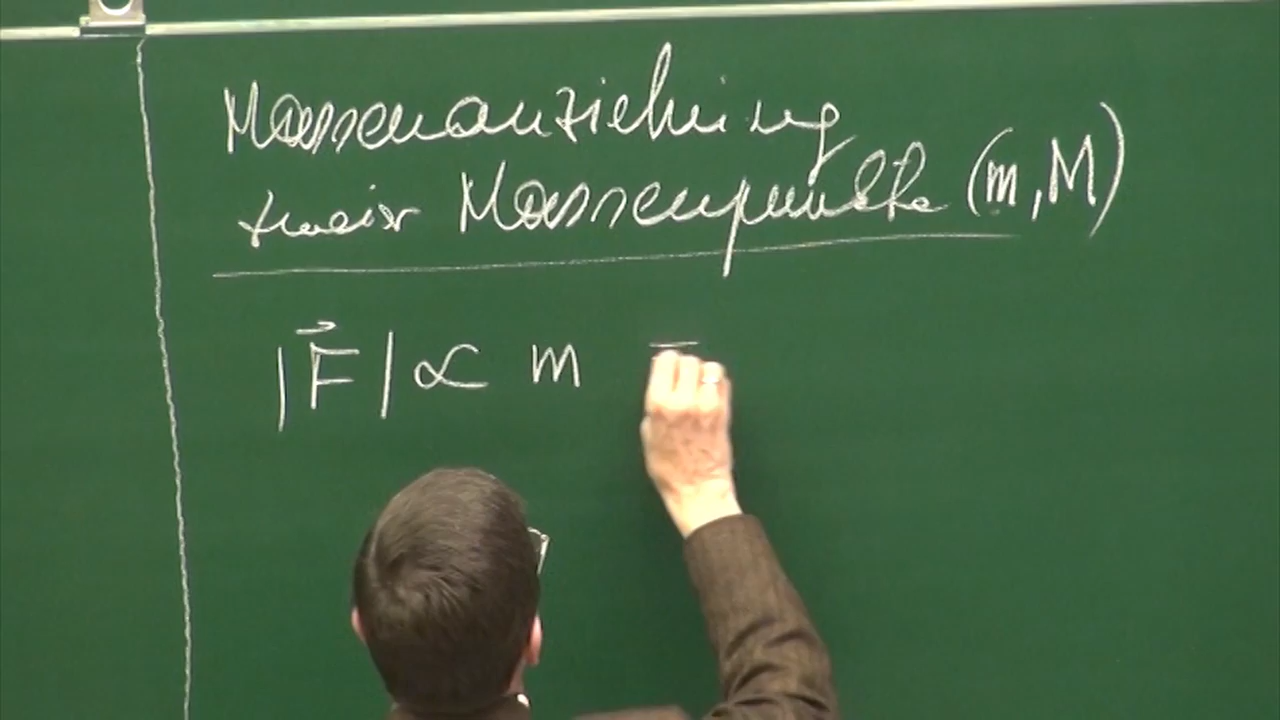 Massenanziehung
zweier Massenpunkte (m, M)
|F⃗| ∝ m